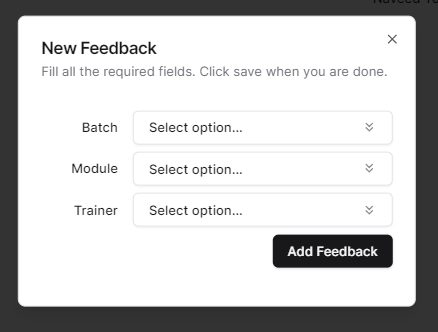 New Feedback
Fill all the required fields. Click save when you are done.
Batch Select option...
Module Select option...
Trainer Select option...
Add Feedback